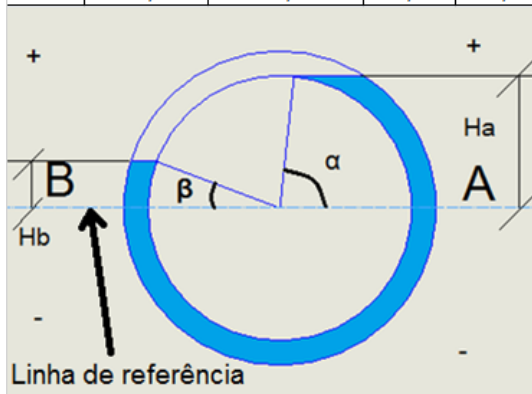 +
+
Ha
α
B
β
A
Hb
-
-
Linha de referência